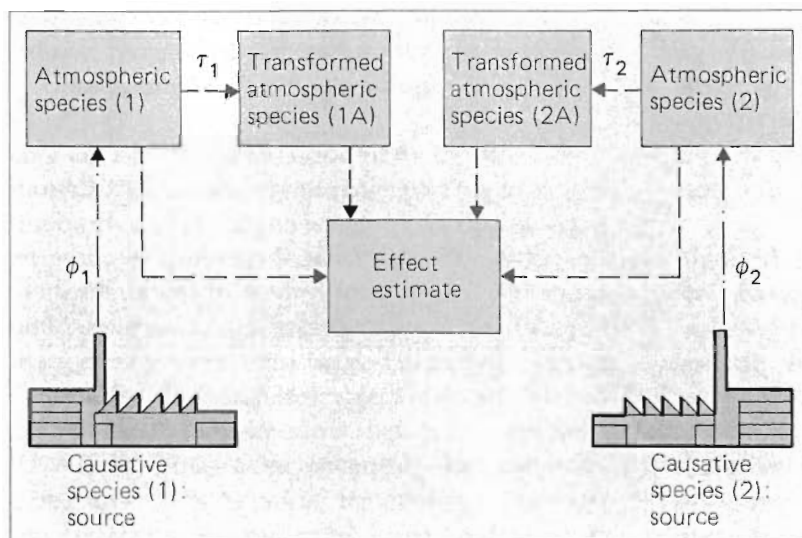 Atmospheric
species (1)
τ1
Transformed
atmospheric
species (1A)
Transformed
atmospheric
species (2A)
τ2
Atmospheric
species (2)
ϕ1
Effect
estimate
ϕ2
Causative
species (1):
source
Causative
species (2):
source